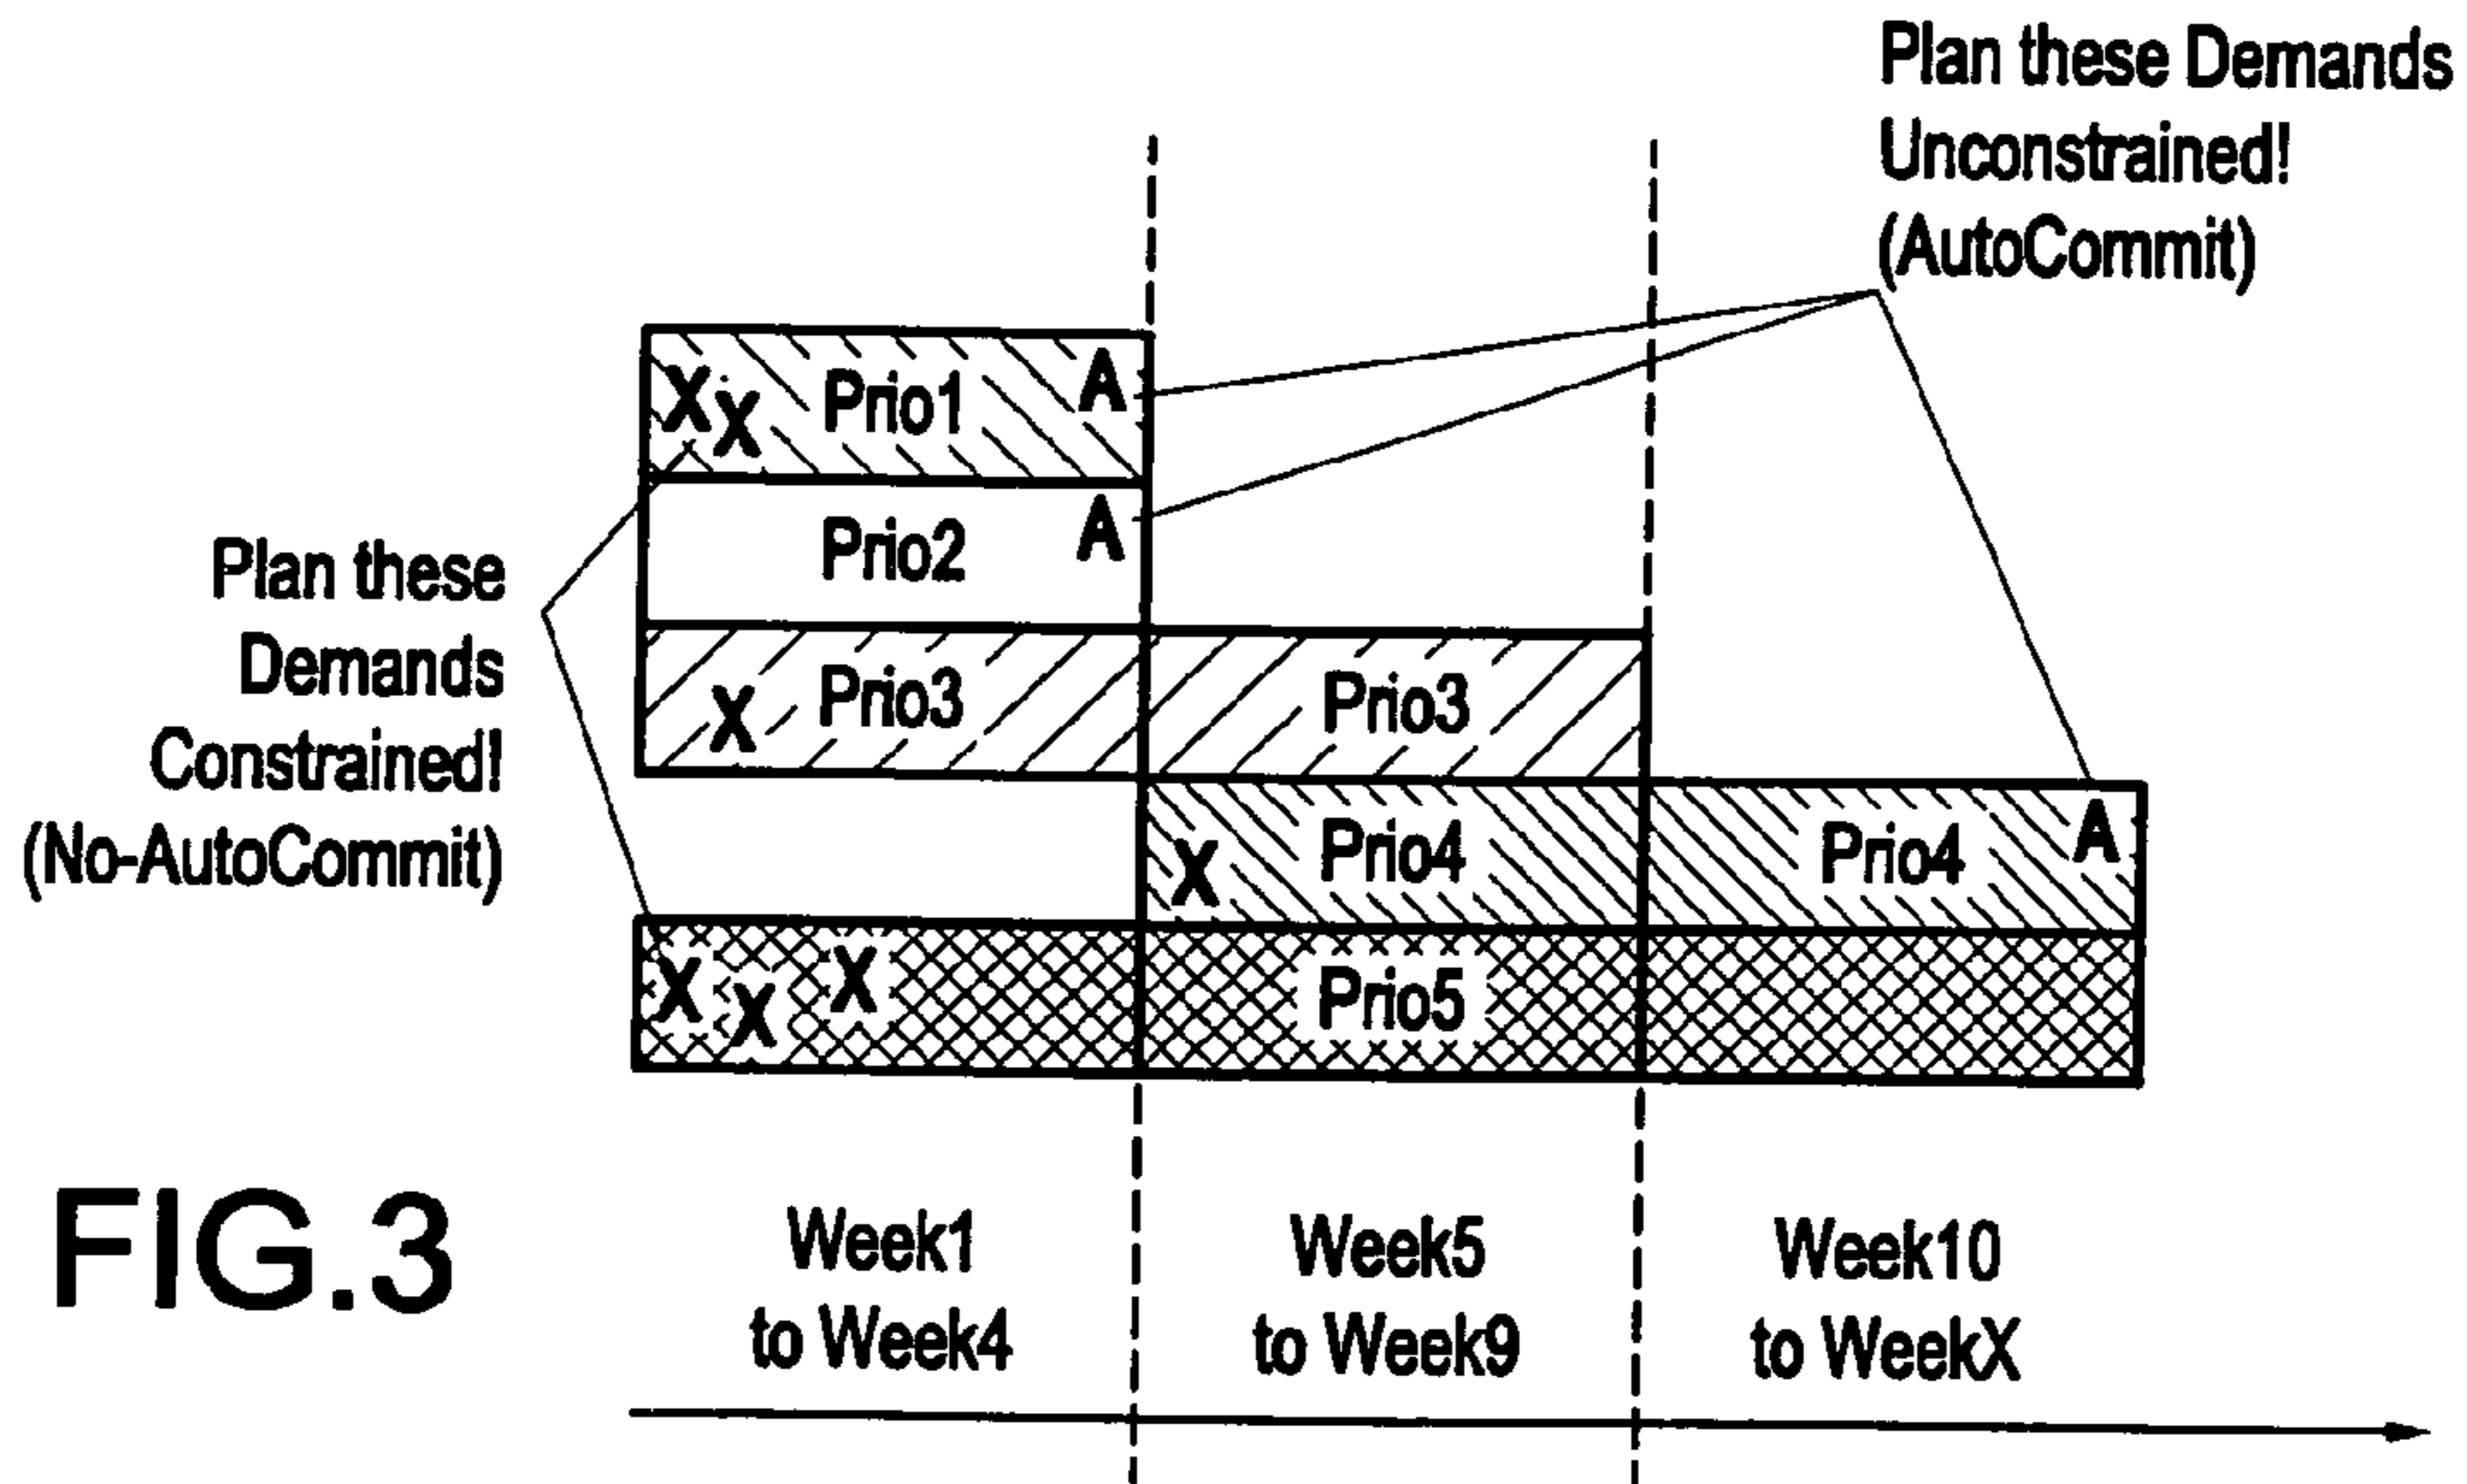 Plan these Demands
Unconstrained!
(AutoCommit)
X X Prio1 A
Prio2 A
Plan these
Demands
Constrained!
(No-AutoCommit)
X Prio3 Prio3
X Prio4 Prio4 A
X X X Prio5
FIG.3
Week1
to Week4
Week5
to Week9
Week10
to WeekX